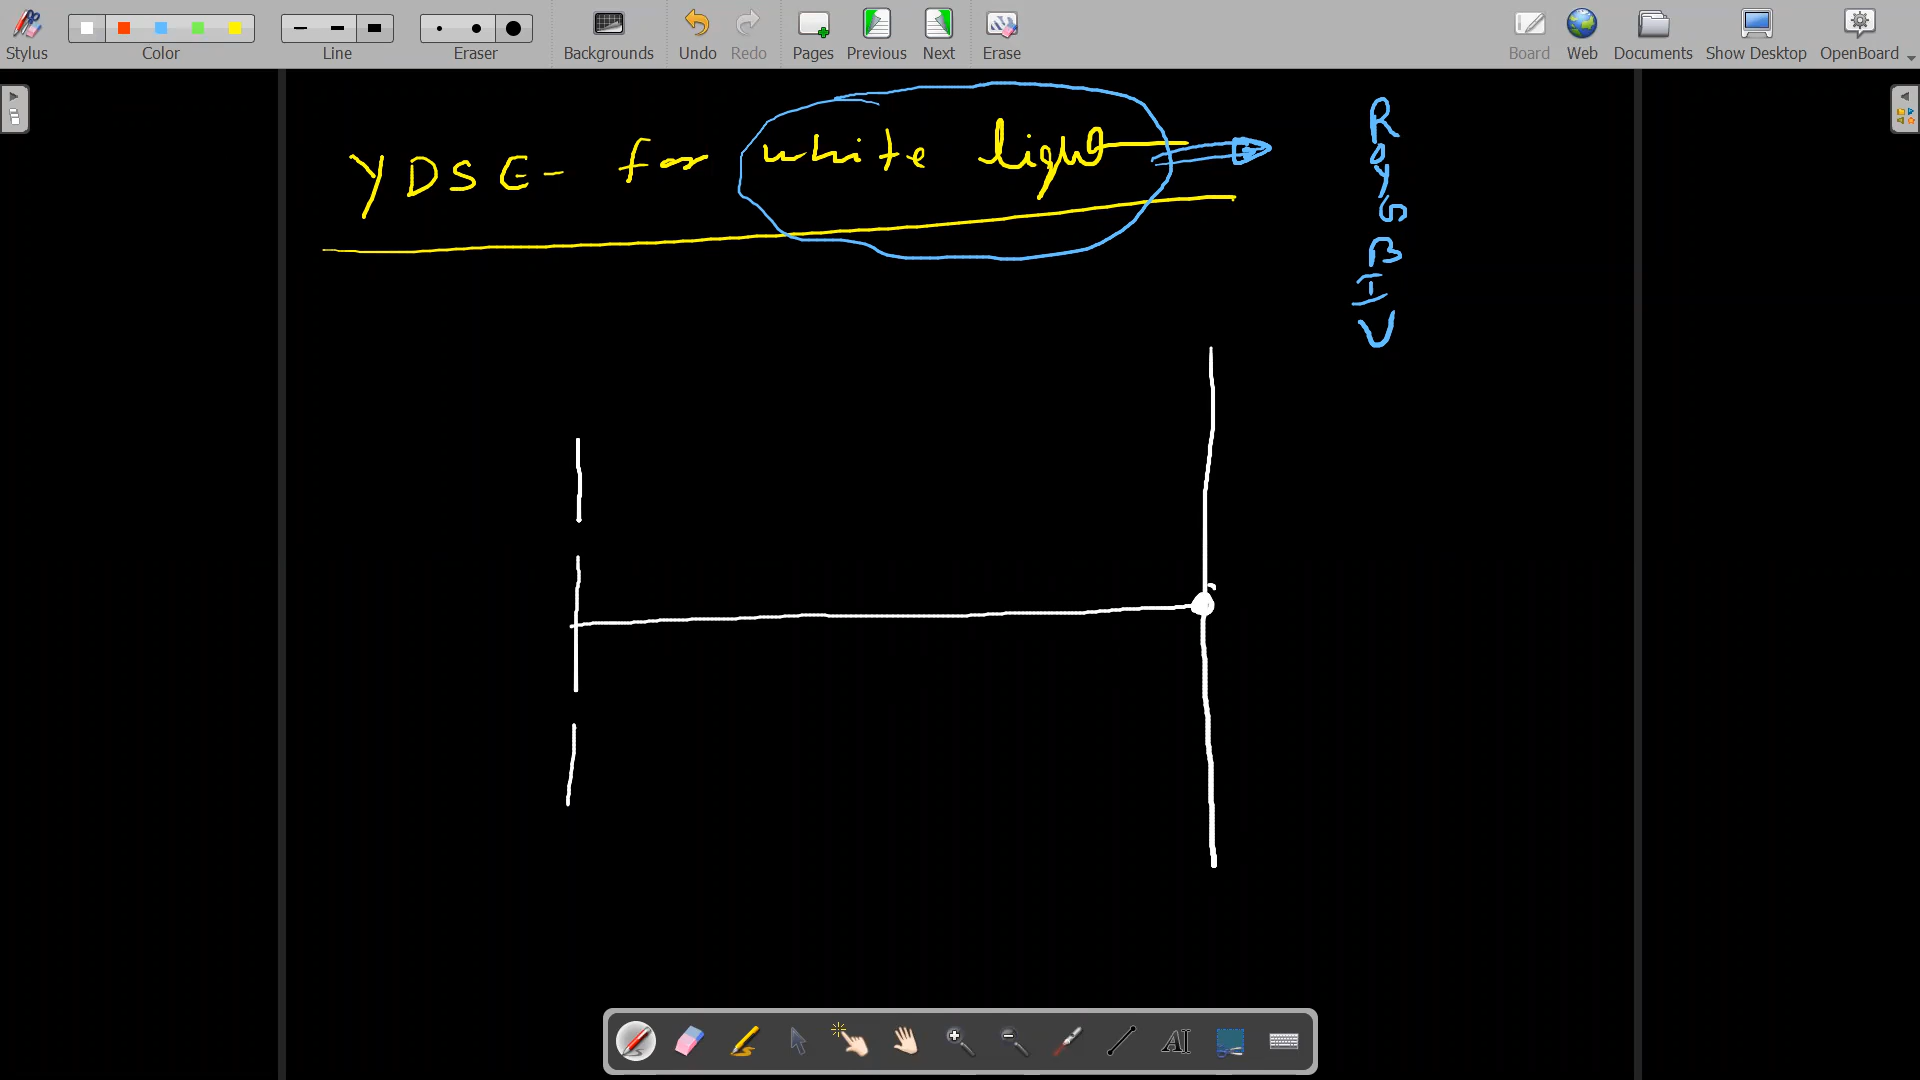 Stylus Color Line Eraser Backgrounds Undo Redo Pages Previous Next Erase Board Web Documents Show Desktop OpenBoard
YDSE- for white light
R
O
Y
G
B
I
V
AI